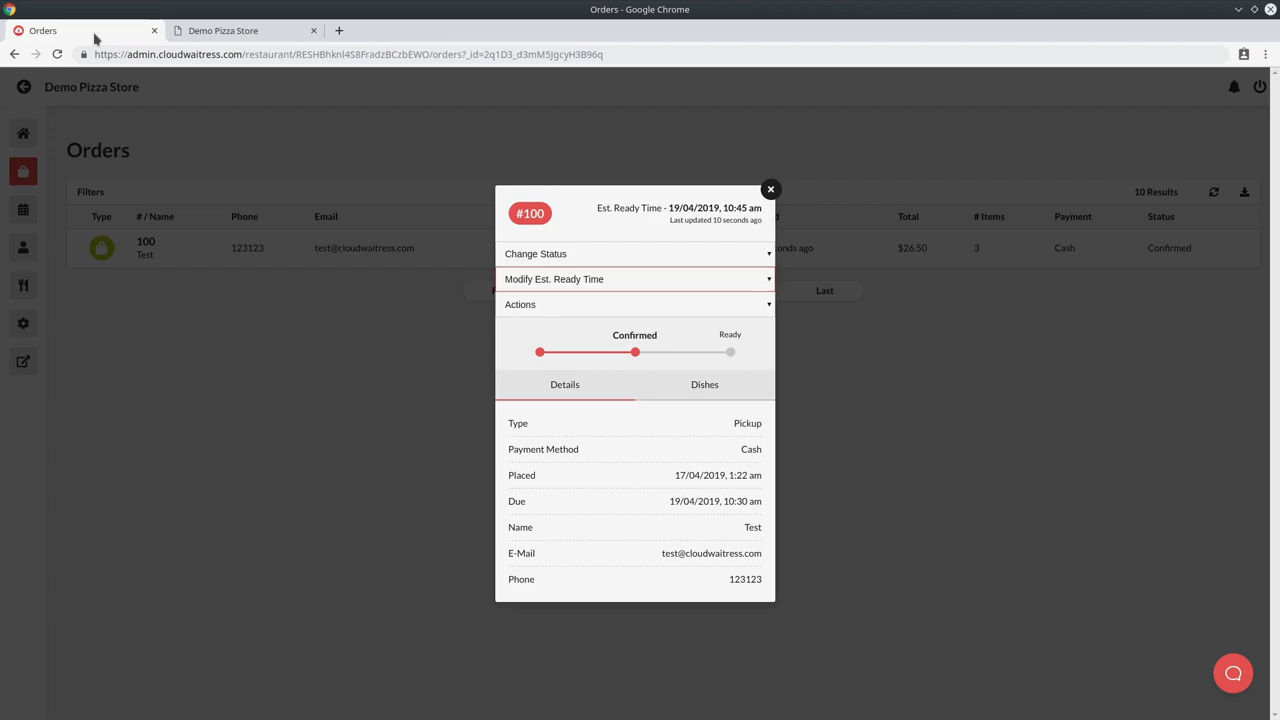 Orders - Google Chrome
Orders
Demo Pizza Store
https://admin.cloudwaitress.com/restaurant/RESHBhknl4S8FradzBCzbEWO/orders?_id=2q1D3_d3mM5JgcyH3B96q
Demo Pizza Store
Orders
Filters
10 Results
Type # / Name Phone Email Total # Items Payment Status
100
Test
123123 test@cloudwaitress.com conds ago $26.50 3 Cash Confirmed
Last
#100
Est. Ready Time - 19/04/2019, 10:45 am
Last updated 10 seconds ago
Change Status
Modify Est. Ready Time
Actions
Confirmed Ready
Details Dishes
Type Pickup
Payment Method Cash
Placed 17/04/2019, 1:22 am
Due 19/04/2019, 10:30 am
Name Test
E-Mail test@cloudwaitress.com
Phone 123123